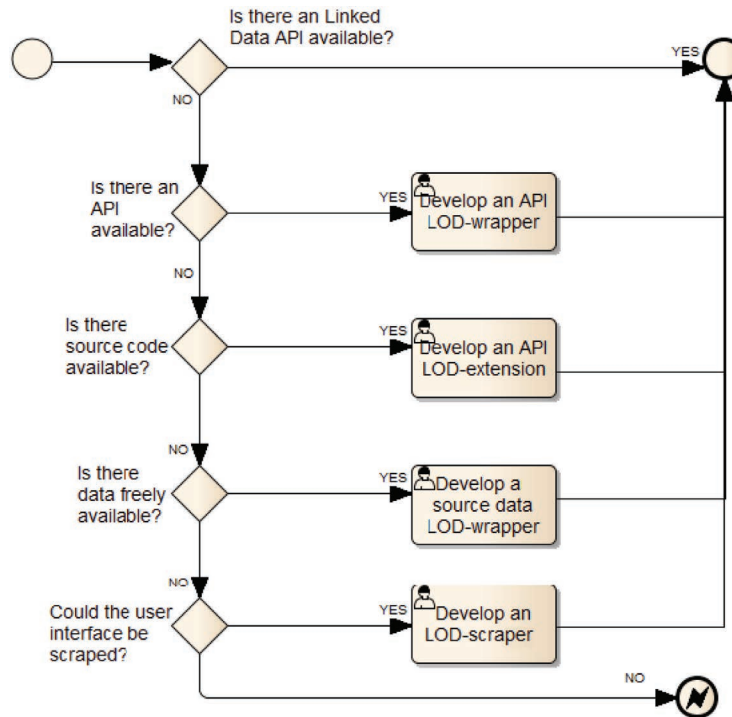 Is there an Linked
Data API available?
YES
NO
Is there an
API
available?
YES
Develop an API
LOD-wrapper
NO
Is there
source code
available?
YES
Develop an API
LOD-extension
NO
Is there
data freely
available?
YES
Develop a
source data
LOD-wrapper
NO
Could the user
interface be
scraped?
YES
Develop an
LOD-scraper
NO